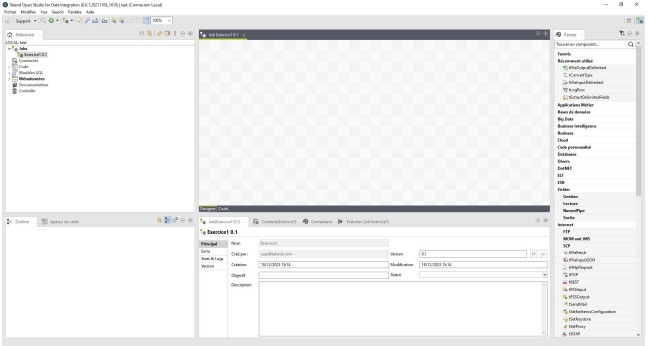 Talend Open Studio for Data Integration (8.0.1.20211109_1610) | test (Connexion: Local)
Fichier Modifier Vue Search Fenêtre Aide
Support
100%
Référentiel
LOCAL: test
Jobs
Exercice1 0.1
Contextes
Code
Modèles SQL
Métadonnées
Documentation
Corbeille
Job Exercice1 0.1
Designer Code
Palette
Trouver un composant...
Favoris
Récemment utilisé
tFileOutputDelimited
tConvertType
tFileInputDelimited
tLogRow
tExtractDelimitedFields
Applications Métier
Bases de données
Big Data
Business Intelligence
Business
Cloud
Code personnalisé
Databases
Divers
DotNET
ELT
ESB
Fichier
Gestion
Lecture
NamedPipe
Sortie
Internet
FTP
MOM and JMS
SCP
tFileFetch
tFileInputJSON
tHttpRequest
tPOP
tREST
tRSSInput
tRSSOutput
tSendMail
tSetKerberosConfiguration
tSetKeystore
tSetProxy
tSOAP
Outline
Aperçu du code
Job(Exercice1 0.1)
Contexts(Exercice1)
Component
Exécuter (Job Exercice1)
Exercice1 0.1
Principal
Extra
Stats & Logs
Version
Nom
Exercice1
Créé par :
user@talend.com
Version
0.1
M
m
Création
18/12/2023 15:14
Modification
18/12/2023 15:14
Objectif
Statut
Description